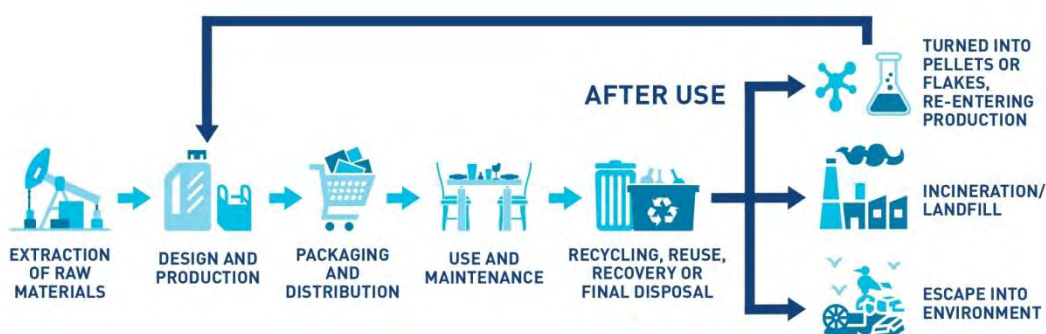 AFTER USE
TURNED INTO
PELLETS OR
FLAKES,
RE-ENTERING
PRODUCTION
INCINERATION/
LANDFILL
ESCAPE INTO
ENVIRONMENT
EXTRACTION
OF RAW
MATERIALS
DESIGN AND
PRODUCTION
PACKAGING
AND
DISTRIBUTION
USE AND
MAINTENANCE
RECYCLING, REUSE,
RECOVERY OR
FINAL DISPOSAL